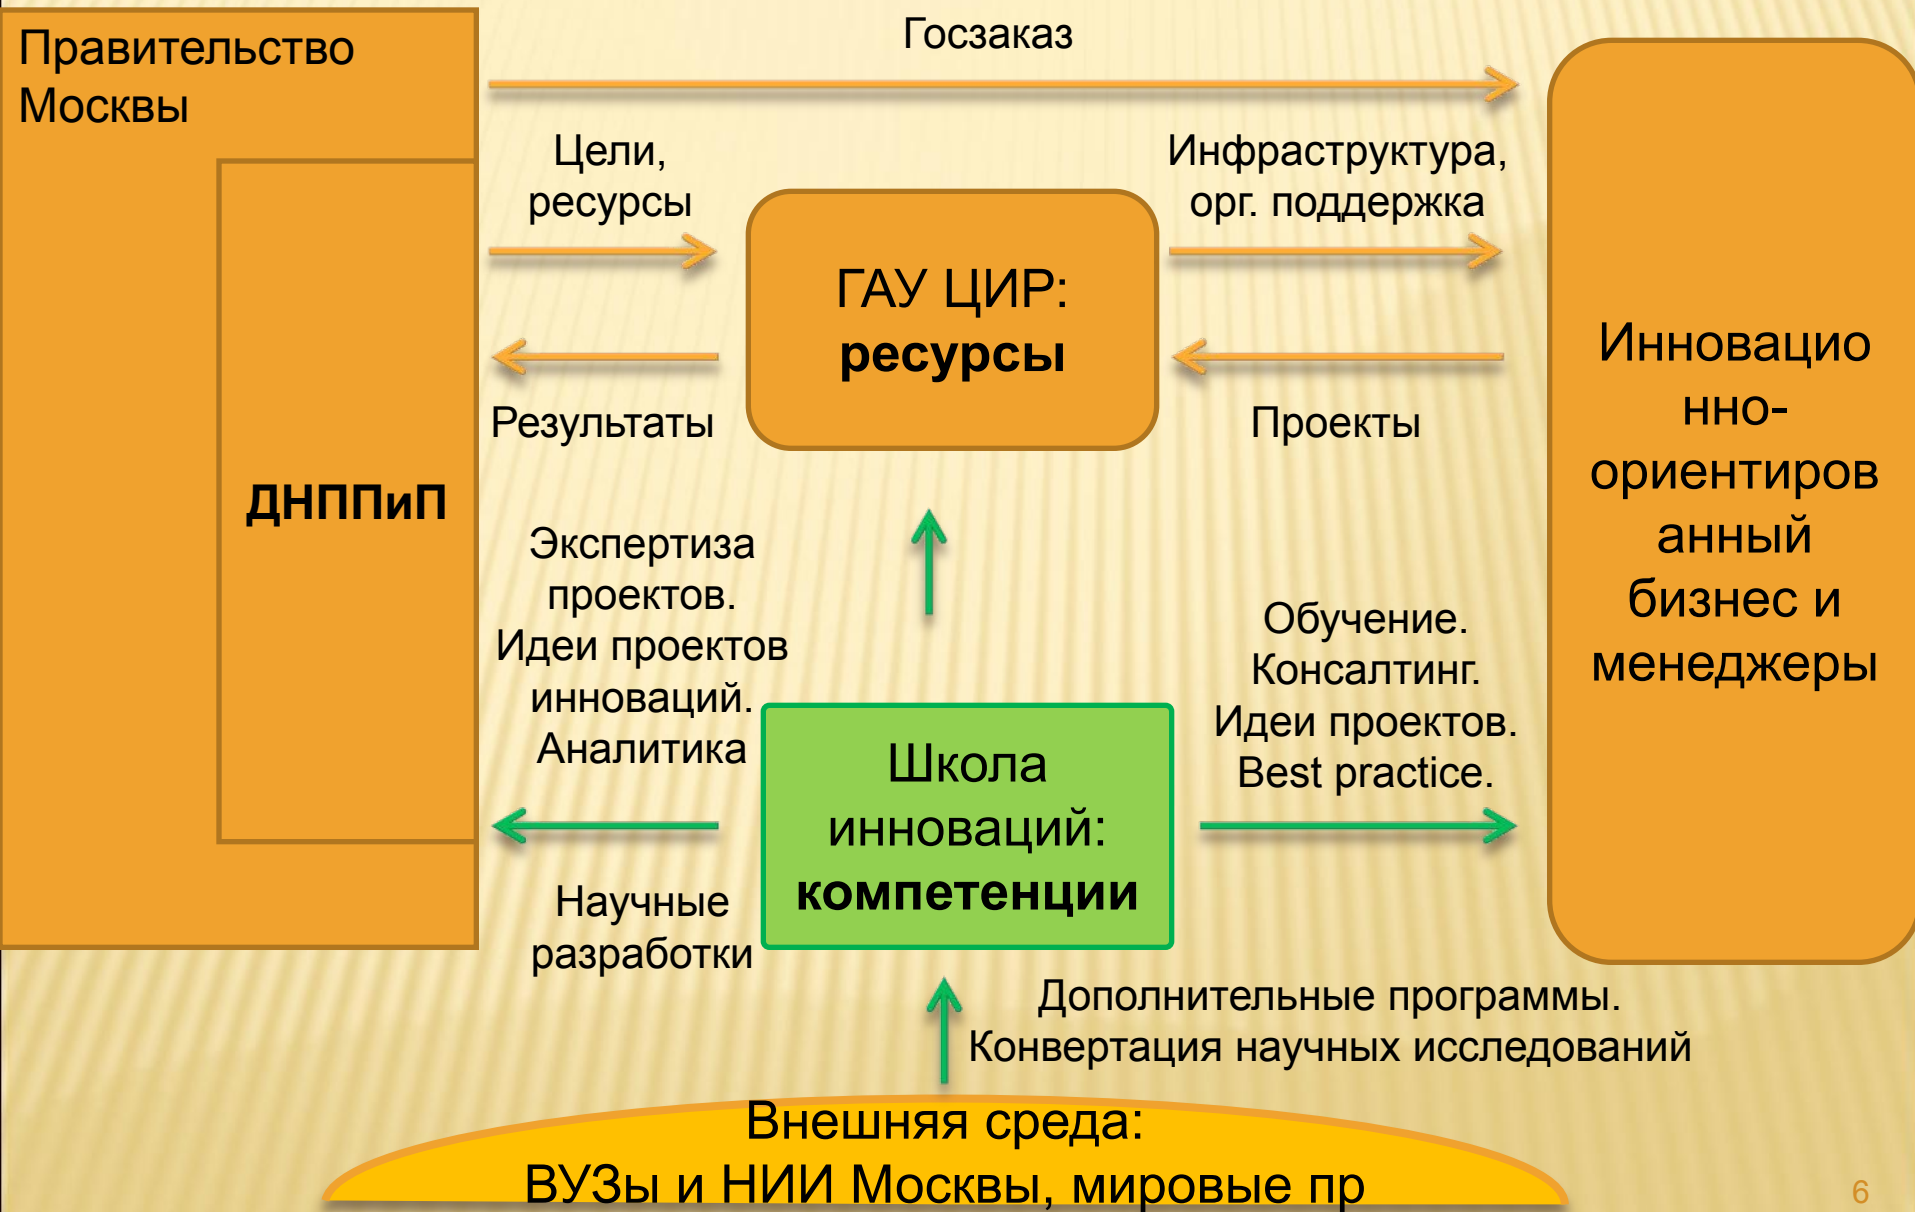 Правительство
Москвы
Госзаказ
Цели,
ресурсы
Инфраструктура,
орг. поддержка
ГАУ ЦИР:
ресурсы
Результаты
Проекты
ДНППиП
Инновацио
нно-
ориентиров
анный
бизнес и
менеджеры
Экспертиза
проектов.
Идеи проектов
инноваций.
Аналитика
Обучение.
Консалтинг.
Идеи проектов.
Best practice.
Школа
инноваций:
компетенции
Научные
разработки
Дополнительные программы.
Конвертация научных исследований
Внешняя среда:
ВУЗы и НИИ Москвы, мировые пр
6